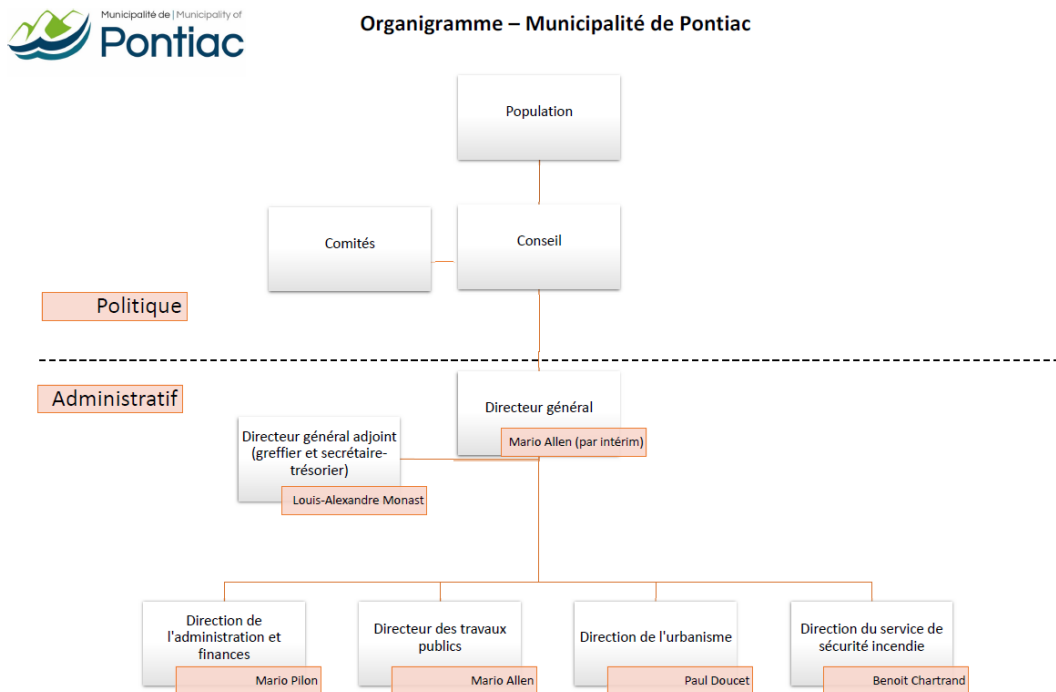 Municipalité de | Municipality of
Pontiac
Organigramme – Municipalité de Pontiac
Population
Comités
Conseil
Politique
Administratif
Directeur général
Mario Allen (par intérim)
Directeur général adjoint
(greffier et secrétaire-
trésorier)
Louis-Alexandre Monast
Direction de
l'administration et
finances
Mario Pilon
Directeur des travaux
publics
Mario Allen
Direction de l'urbanisme
Paul Doucet
Direction du service de
sécurité incendie
Benoit Chartrand